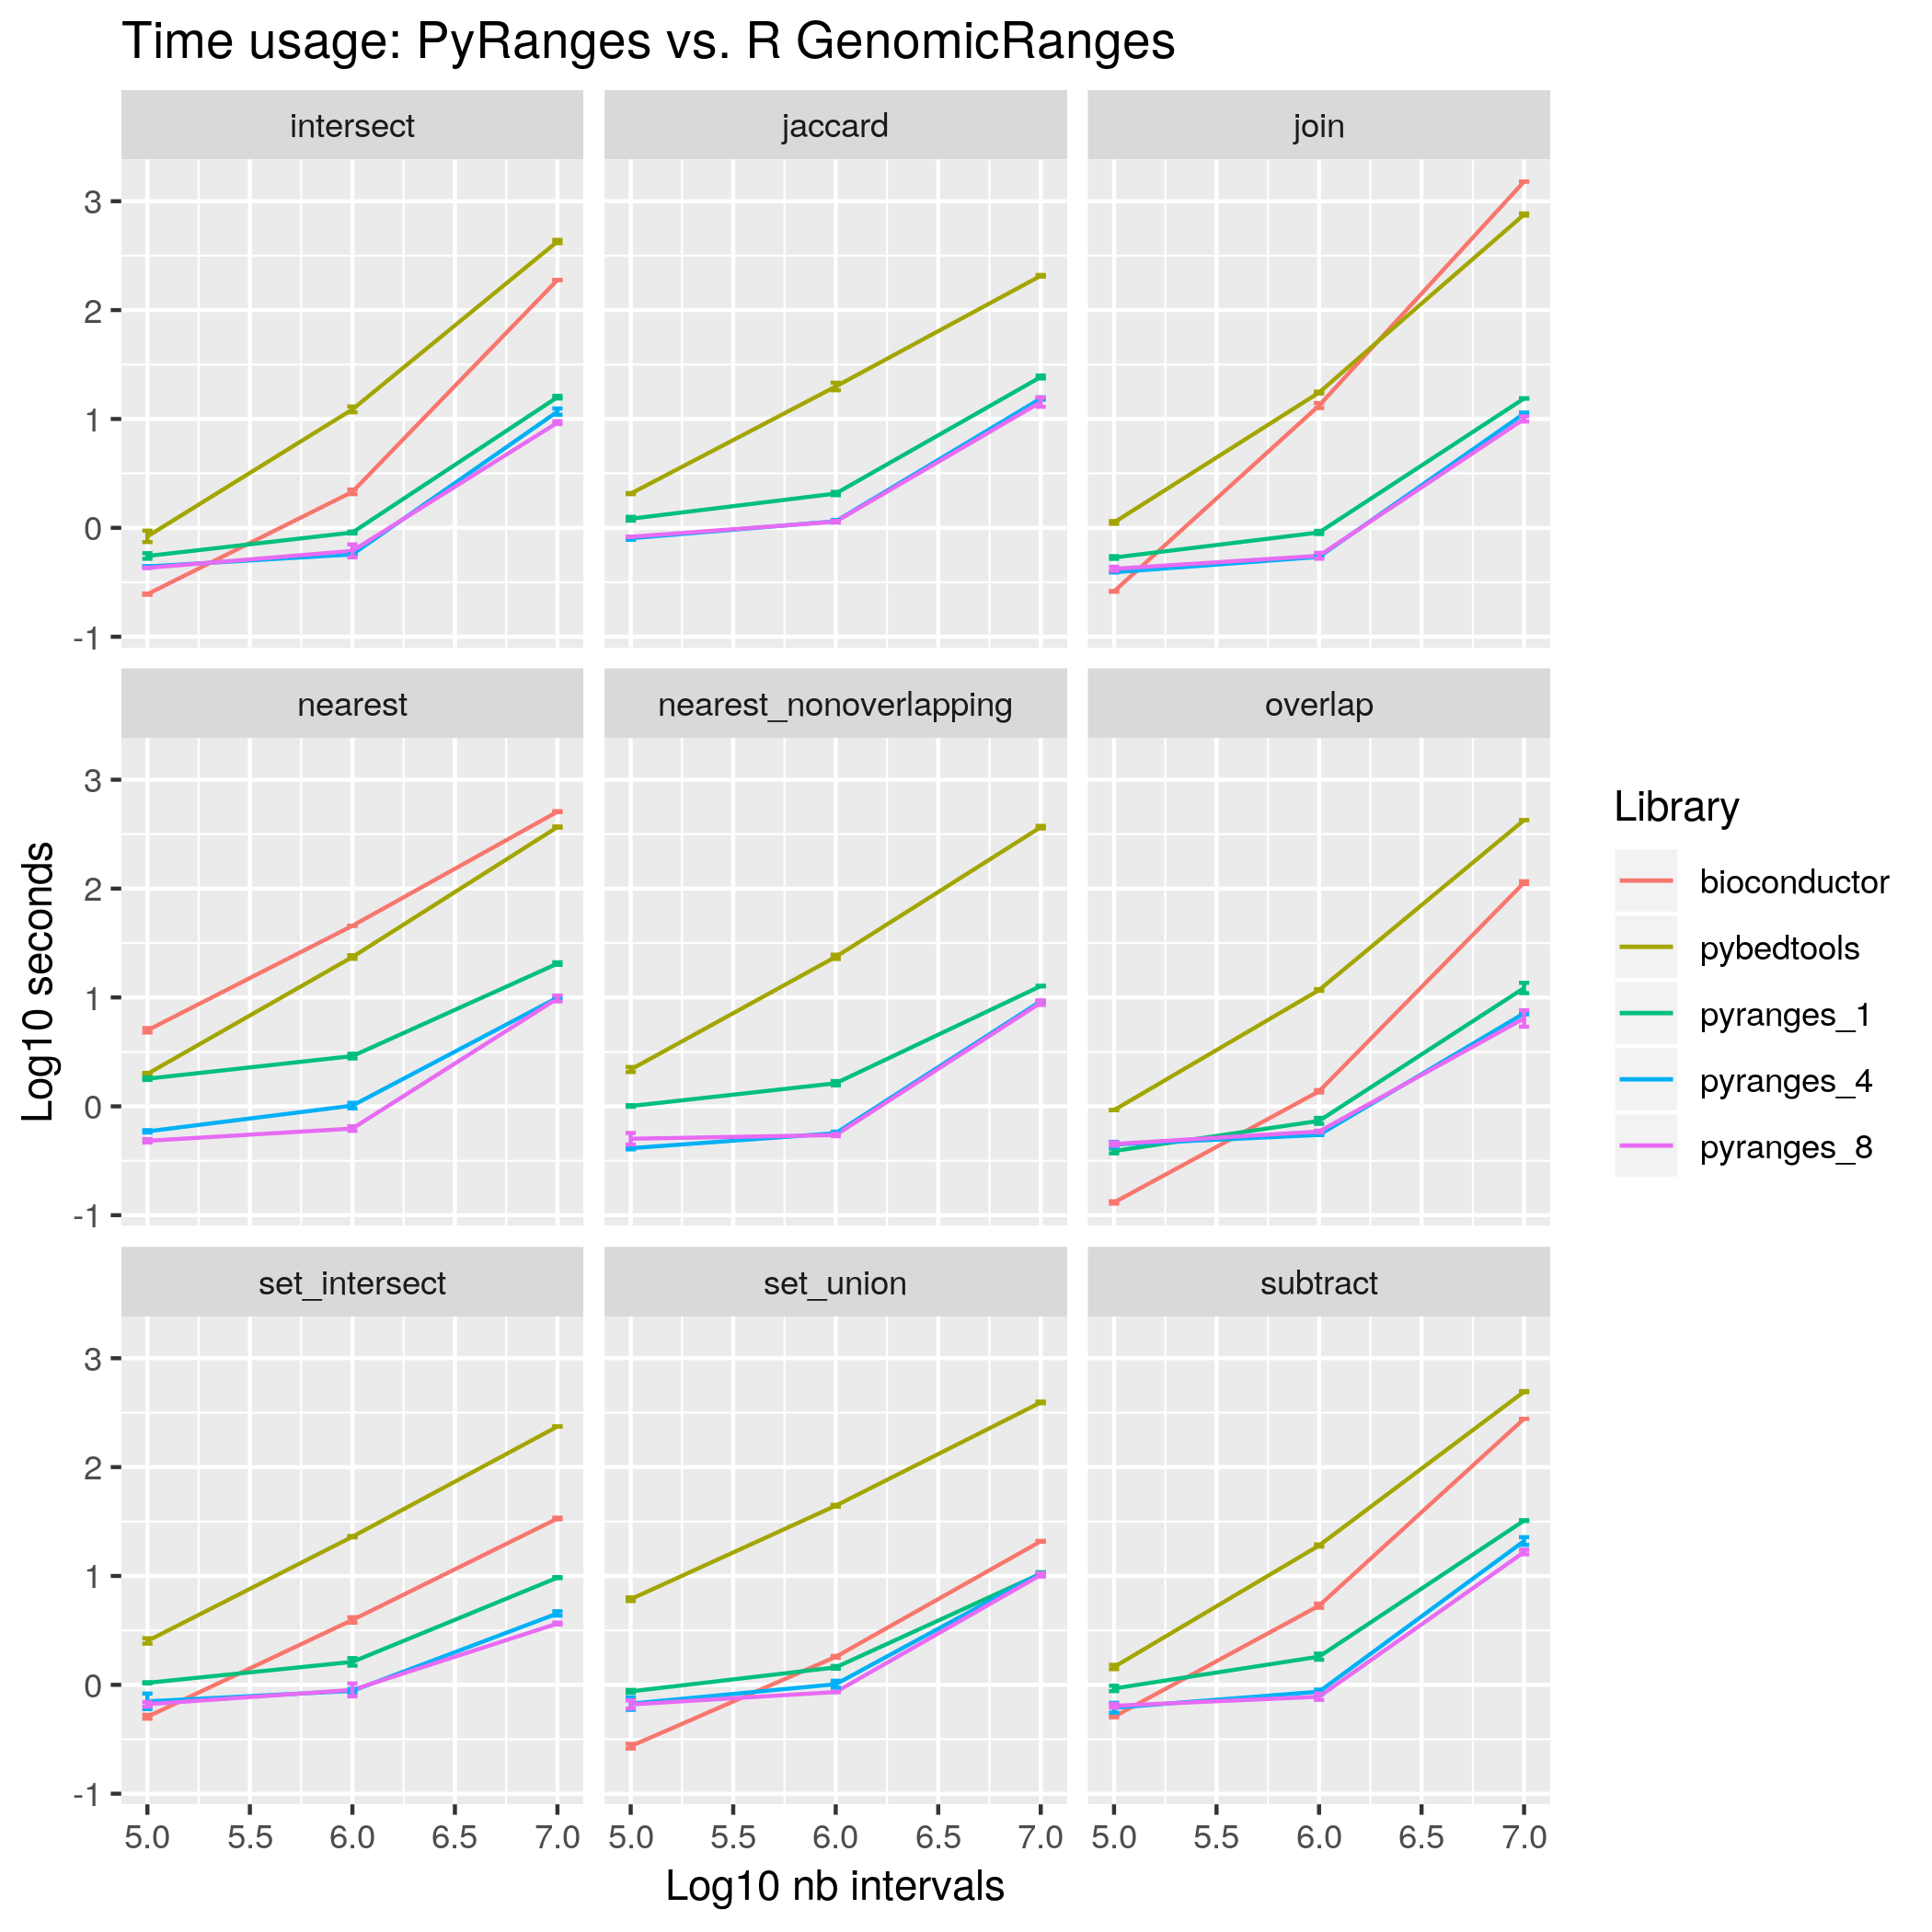 Time usage: PyRanges vs. R GenomicRanges
intersect
jaccard
join
3
2
1
0
-1
nearest
nearest_nonoverlapping
overlap
3
2
1
0
-1
set_intersect
set_union
subtract
3
2
1
0
-1
5.0 5.5 6.0 6.5 7.0
5.0 5.5 6.0 6.5 7.0
5.0 5.5 6.0 6.5 7.0
Log10 nb intervals
Log10 seconds
Library
bioconductor
pybedtools
pyranges_1
pyranges_4
pyranges_8